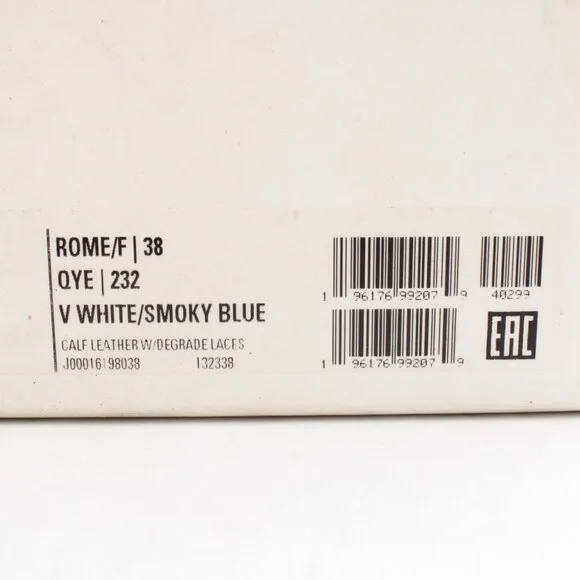 ROME/F | 38
QYE | 232
V WHITE/SMOKY BLUE
CALF LEATHER W/DEGRADE LACES
J00016198038 132338
1 96176 99207 9
40299
1 96176 99207 9
EAC